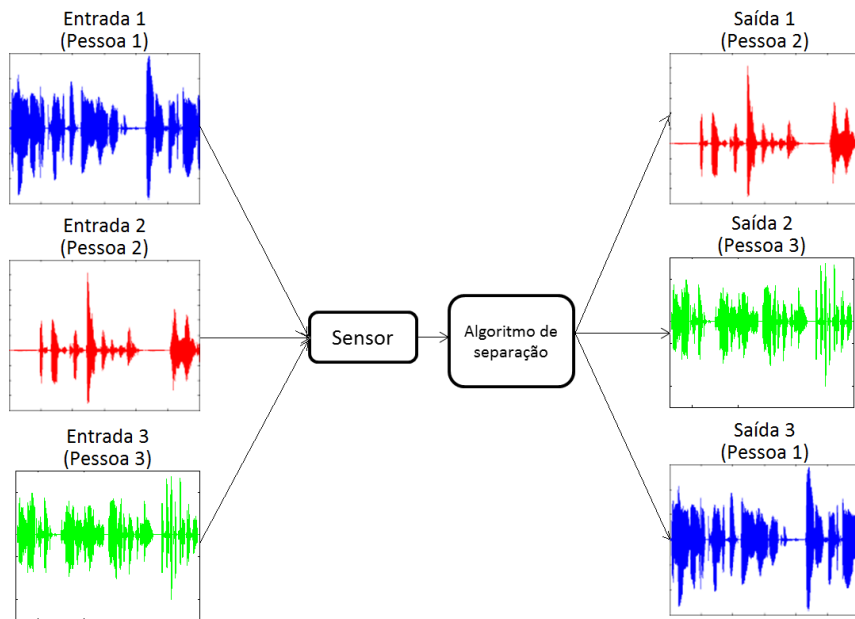 Entrada 1
(Pessoa 1)
Entrada 2
(Pessoa 2)
Entrada 3
(Pessoa 3)
Sensor
Algoritmo de
separação
Saída 1
(Pessoa 2)
Saída 2
(Pessoa 3)
Saída 3
(Pessoa 1)